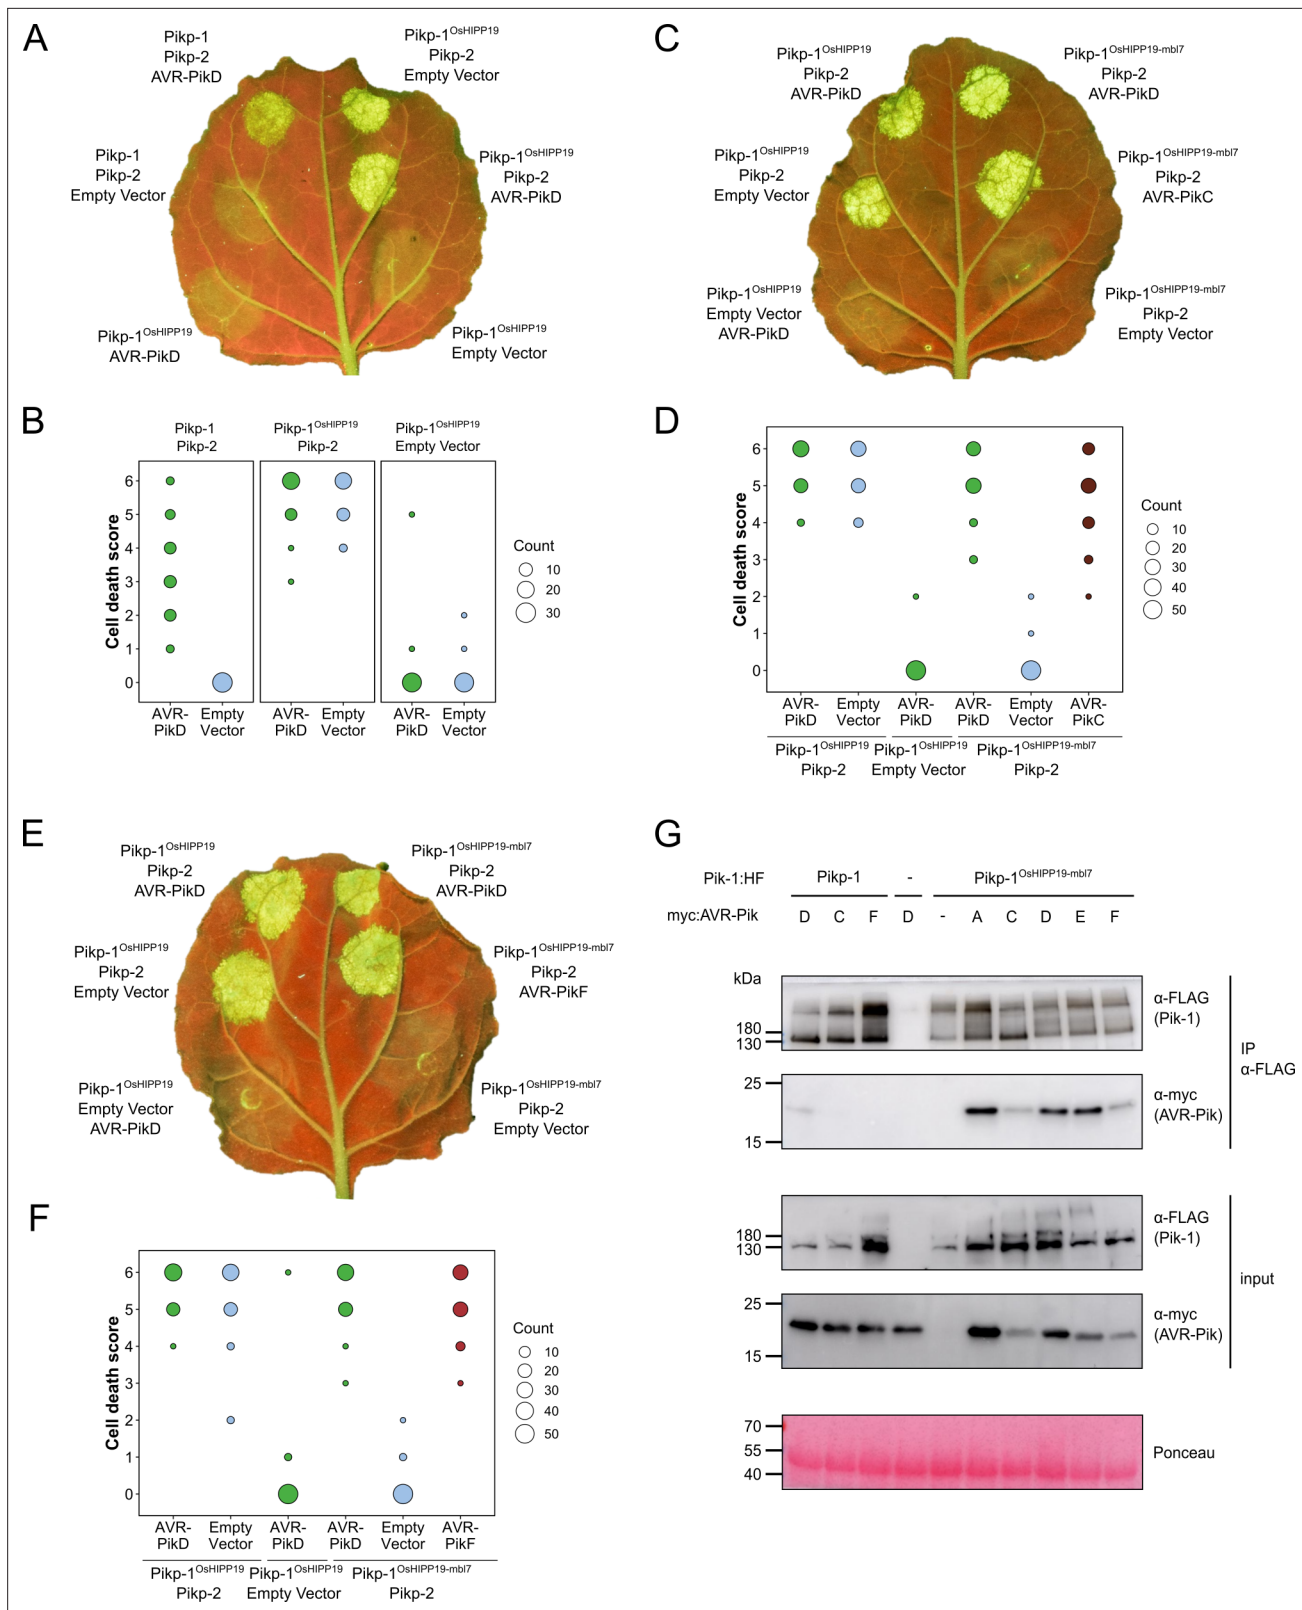 A
Pikp-1
Pikp-2
AVR-PikD
Pikp-1OsHIPP19
Pikp-2
Empty Vector
Pikp-1
Pikp-2
Empty Vector
Pikp-1OsHIPP19
Pikp-2
AVR-PikD
Pikp-1OsHIPP19
AVR-PikD
Pikp-1OsHIPP19
Empty Vector
C
Pikp-1OsHIPP19
Pikp-2
AVR-PikD
Pikp-1OsHIPP19-mbl7
Pikp-2
AVR-PikD
Pikp-1OsHIPP19
Pikp-2
Empty Vector
Pikp-1OsHIPP19-mbl7
Pikp-2
AVR-PikC
Pikp-1OsHIPP19
Empty Vector
AVR-PikD
Pikp-1OsHIPP19-mbl7
Pikp-2
Empty Vector
B
Pikp-1
Pikp-2
Pikp-1OsHIPP19
Pikp-2
Pikp-1OsHIPP19
Empty Vector
Cell death score
6
5
4
3
2
1
0
AVR-
PikD
Empty
Vector
AVR-
PikD
Empty
Vector
AVR-
PikD
Empty
Vector
Count
10
20
30
D
Cell death score
6
5
4
3
2
1
0
AVR-
PikD
Empty
Vector
AVR-
PikD
AVR-
PikD
Empty
Vector
AVR-
PikC
Pikp-1OsHIPP19
Pikp-2
Pikp-1OsHIPP19
Empty Vector
Pikp-1OsHIPP19-mbl7
Pikp-2
Count
10
20
30
40
50
E
Pikp-1OsHIPP19
Pikp-2
AVR-PikD
Pikp-1OsHIPP19-mbl7
Pikp-2
AVR-PikD
Pikp-1OsHIPP19
Pikp-2
Empty Vector
Pikp-1OsHIPP19-mbl7
Pikp-2
AVR-PikF
Pikp-1OsHIPP19
Empty Vector
AVR-PikD
Pikp-1OsHIPP19-mbl7
Pikp-2
Empty Vector
F
Cell death score
6
5
4
3
2
1
0
AVR-
PikD
Empty
Vector
AVR-
PikD
AVR-
PikD
Empty
Vector
AVR-
PikF
Pikp-1OsHIPP19
Pikp-2
Pikp-1OsHIPP19
Empty Vector
Pikp-1OsHIPP19-mbl7
Pikp-2
Count
10
20
30
40
50
G
Pik-1:HF Pikp-1 - Pikp-1OsHIPP19-mbl7
myc:AVR-Pik D C F D - A C D E F
kDa
180
130
α-FLAG
(Pik-1)
25
15
α-myc
(AVR-Pik)
IP
α-FLAG
180
130
α-FLAG
(Pik-1)
25
15
α-myc
(AVR-Pik)
input
70
55
40
Ponceau